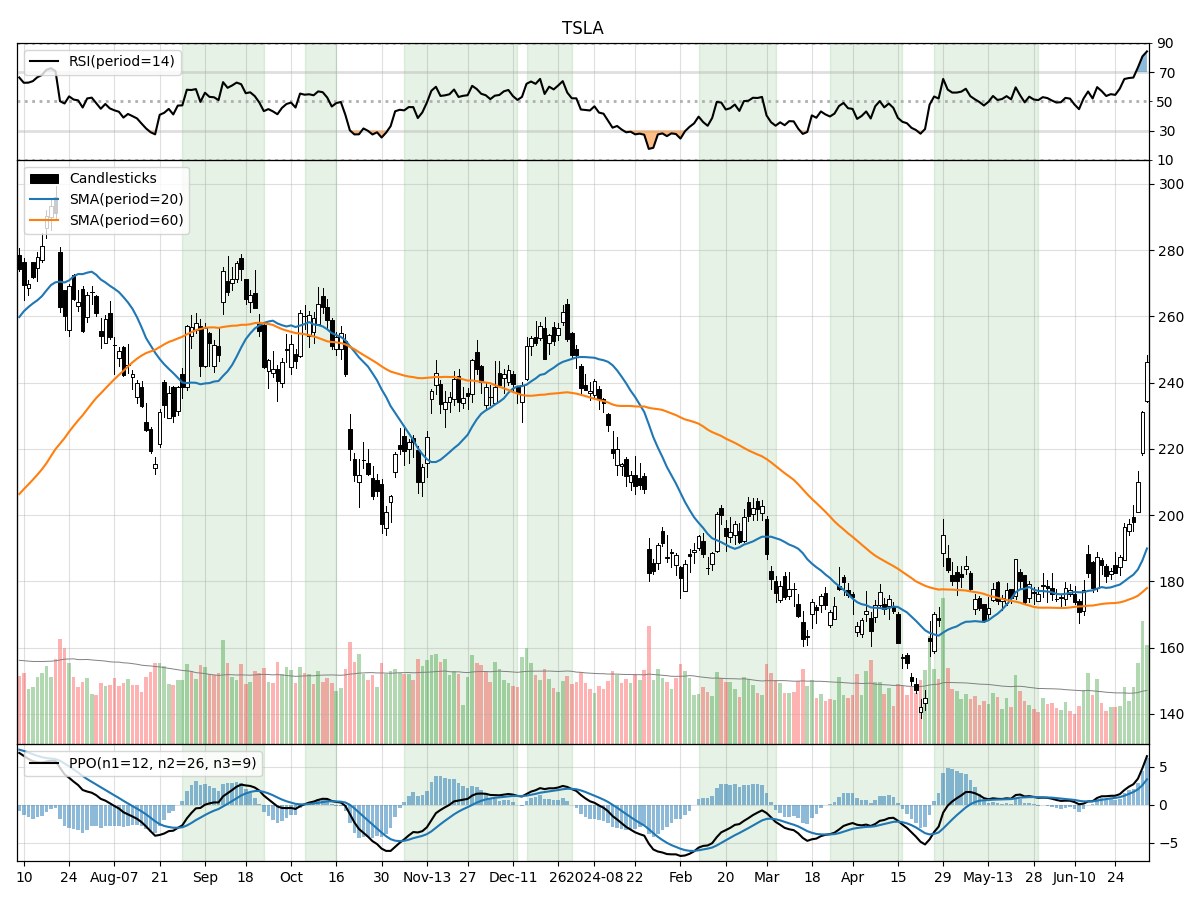 TSLA
RSI(period=14)
90
70
50
30
10
Candlesticks
SMA(period=20)
SMA(period=60)
300
280
260
240
220
200
180
160
140
PPO(n1=12, n2=26, n3=9)
5
0
−5
10 24 Aug-07 21 Sep 18 Oct 16 30 Nov-13 27 Dec-11 26 2024-08 22 Feb 20 Mar 18 Apr 15 29 May-13 28 Jun-10 24